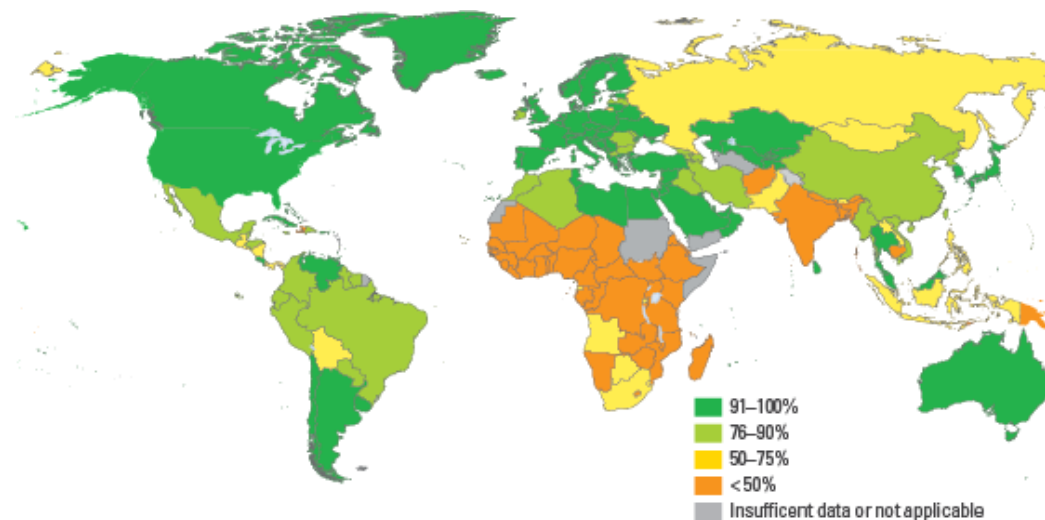 91–100%
76–90%
50–75%
<50%
Insufficent data or not applicable